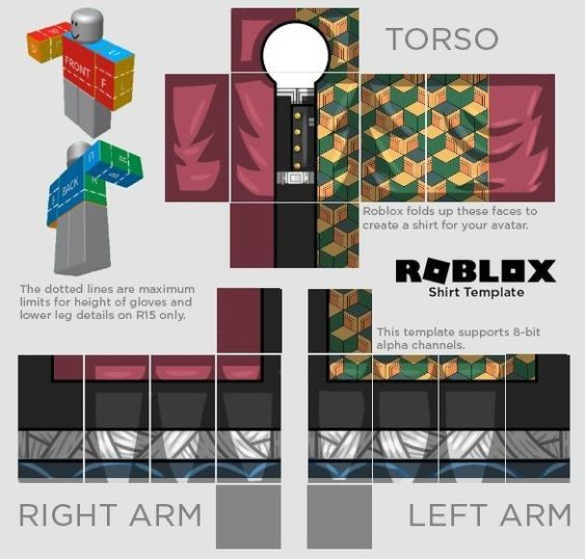 TORSO
FRONT
F
L
U
BACK
Roblox folds up these faces to
create a shirt for your avatar.
ROBLOX
Shirt Template
The dotted lines are maximum
limits for height of gloves and
lower leg details on R15 only.
This template supports 8-bit
alpha channels.
RIGHT ARM
LEFT ARM